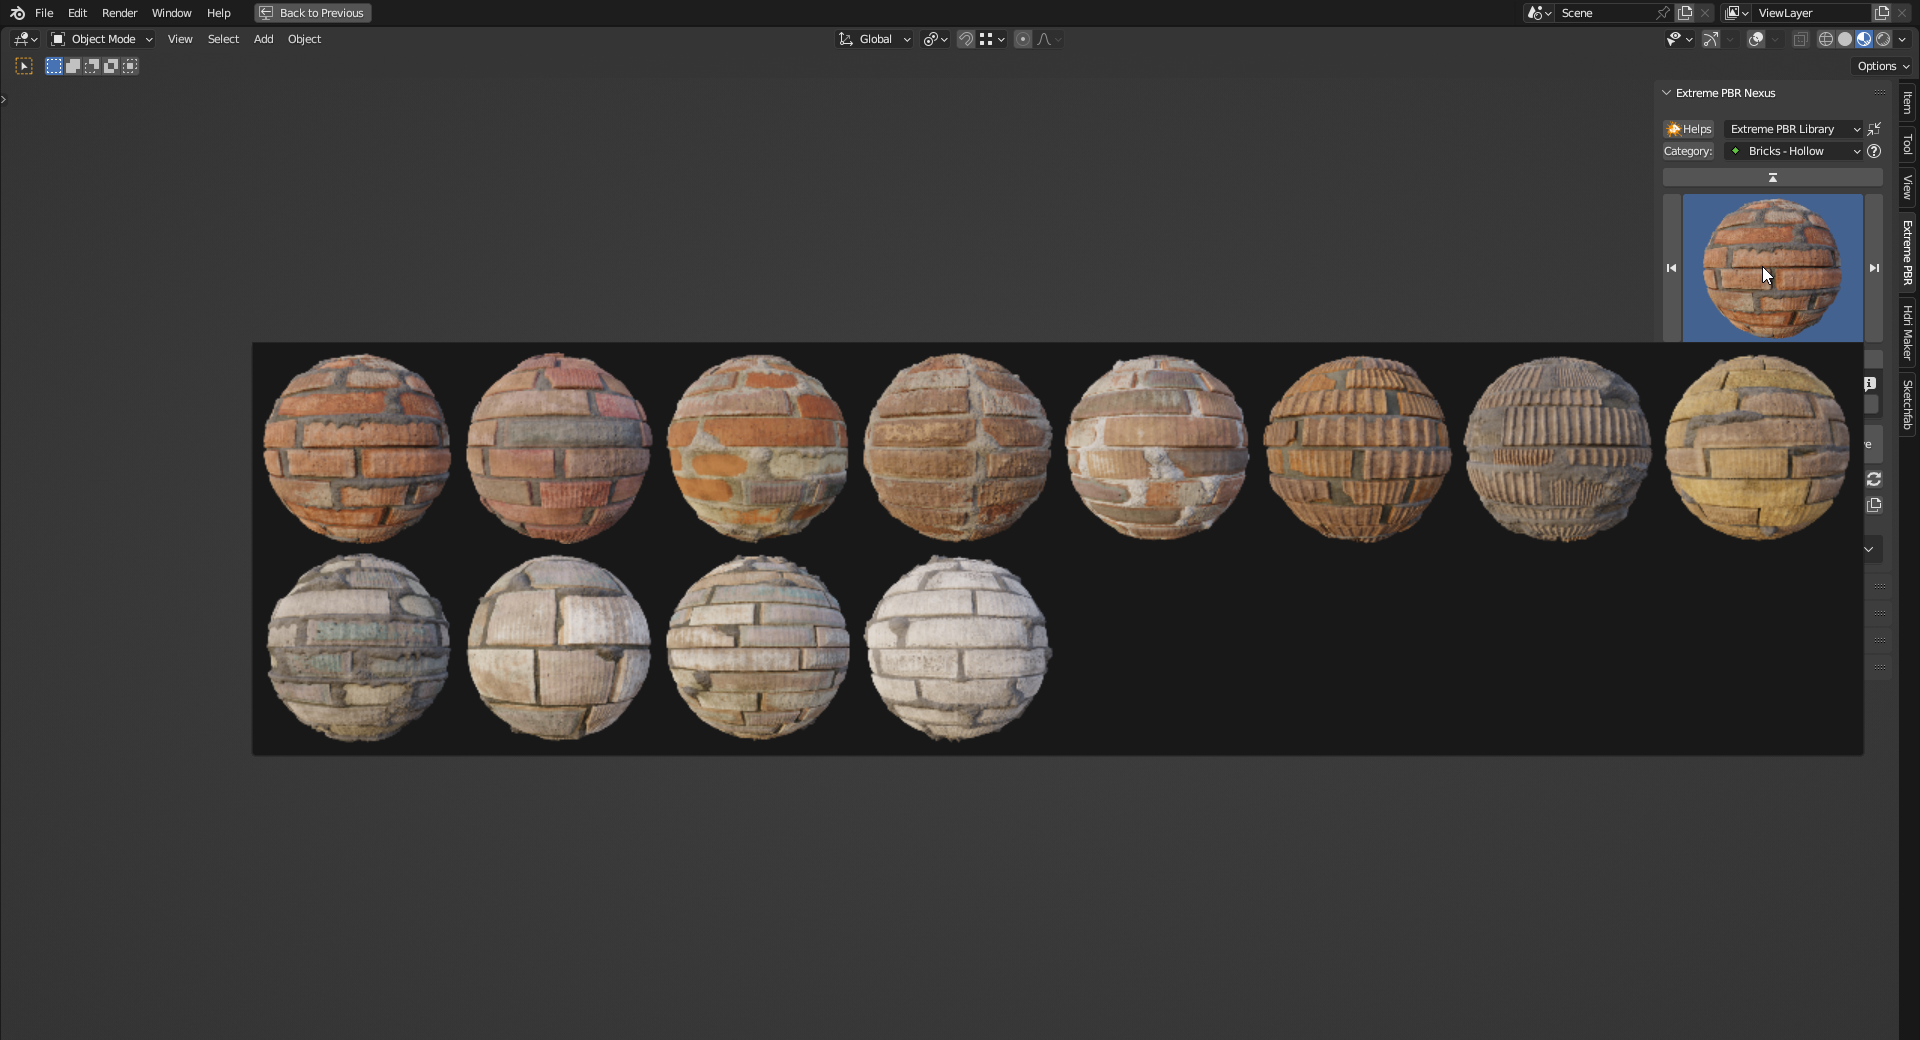 File Edit Render Window Help Back to Previous Scene ViewLayer
Object Mode View Select Add Object Global
Options
Extreme PBR Nexus
Helps Extreme PBR Library
Category: Bricks - Hollow
Item
Tool
View
Extreme PBR
Hdri Maker
Sketchfab